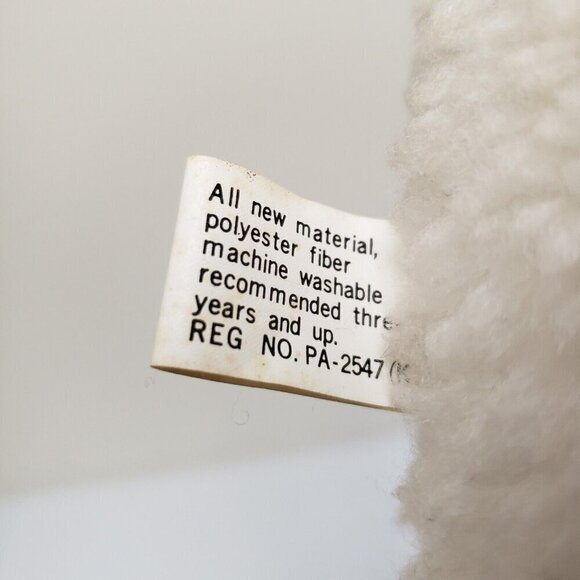 All new material,
polyester fiber
machine washable
recommended thre
years and up.
REG NO. PA-2547 (K